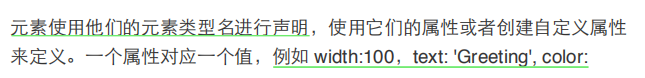 元素使用他们的元素类型名进行声明，使用它们的属性或者创建自定义属性
来定义。一个属性对应一个值，例如 width:100，text: 'Greeting', color: